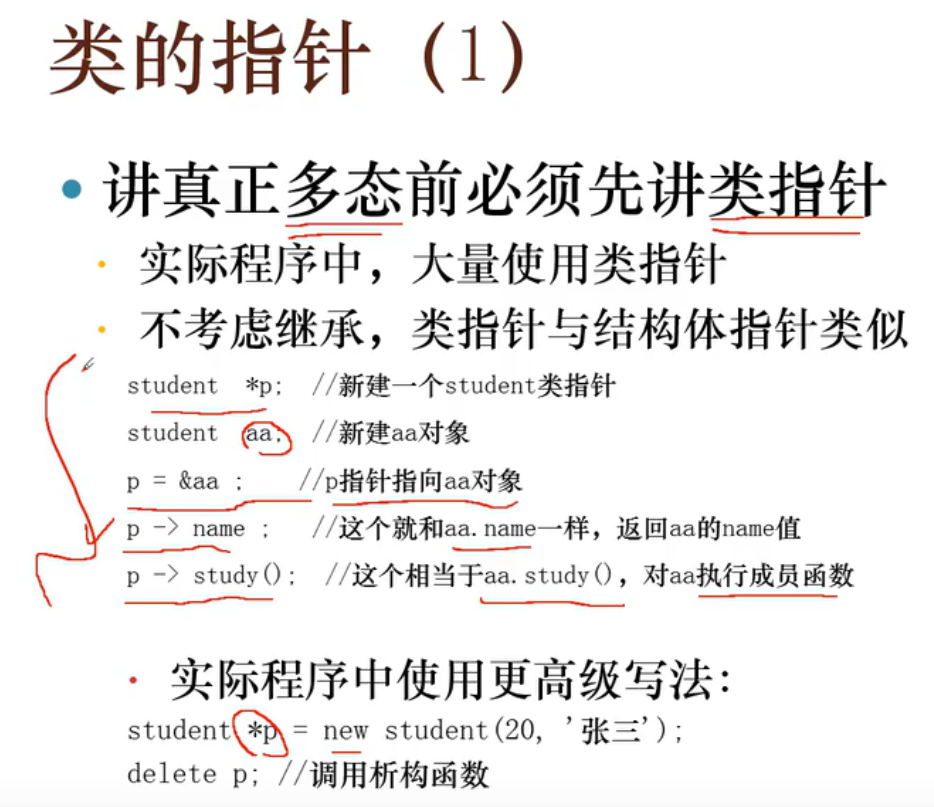 类的指针（1）
• 讲真正多态前必须先讲类指针
• 实际程序中，大量使用类指针
• 不考虑继承，类指针与结构体指针类似
student *p; //新建一个student类指针
student aa; //新建aa对象
p = &aa ; //p指针指向aa对象
p -> name ; //这个就和aa.name一样，返回aa的name值
p -> study(); //这个相当于aa.study()，对aa执行成员函数
• 实际程序中使用更高级写法：
student *p = new student(20, '张三');
delete p; //调用析构函数